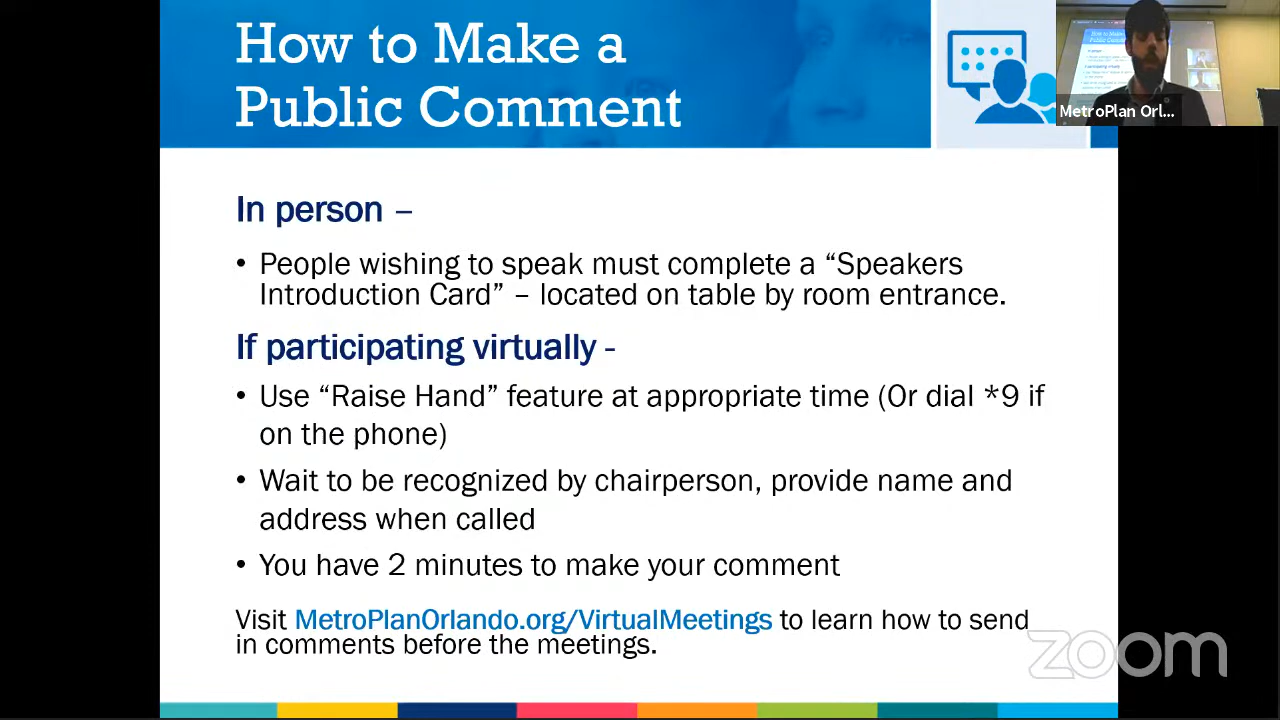 How to Make a
Public Comment
MetroPlan Orl...
In person –
• People wishing to speak must complete a “Speakers
Introduction Card” – located on table by room entrance.
If participating virtually -
• Use “Raise Hand” feature at appropriate time (Or dial *9 if
on the phone)
• Wait to be recognized by chairperson, provide name and
address when called
• You have 2 minutes to make your comment
Visit MetroPlanOrlando.org/VirtualMeetings to learn how to send
in comments before the meetings.
zoom